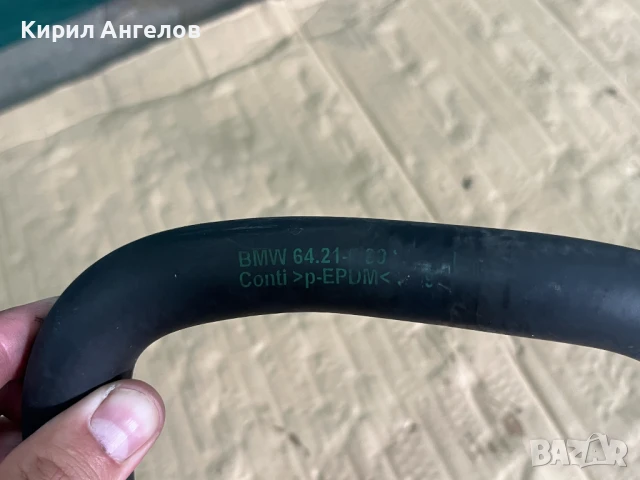 Кирил Ангелов
BMW 64.21-
Conti >p-EPDM<
BAZAR